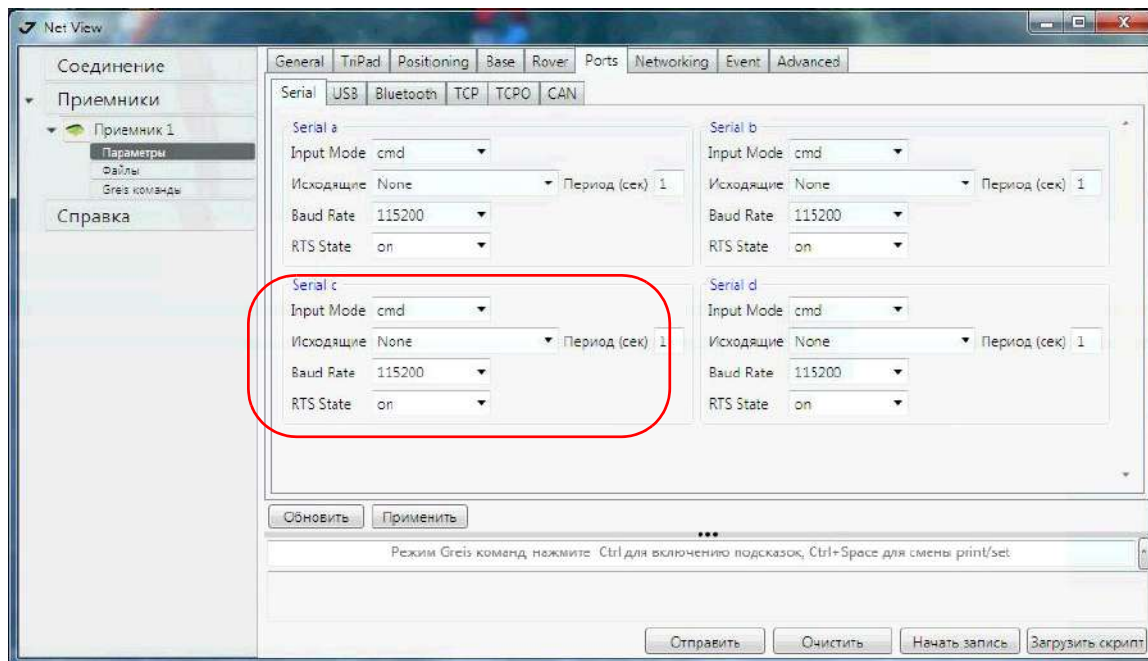 Net View
Соединение
Приемники
Приемник 1
Параметры
Файлы
Greis команды
Справка
General TriPad Positioning Base Rover Ports Networking Event Advanced
Serial USB Bluetooth TCP TCPO CAN
Serial a
Input Mode cmd
Исходящие None Период (сек) 1
Baud Rate 115200
RTS State on
Serial b
Input Mode cmd
Исходящие None Период (сек) 1
Baud Rate 115200
RTS State on
Serial c
Input Mode cmd
Исходящие None Период (сек) 1
Baud Rate 115200
RTS State on
Serial d
Input Mode cmd
Исходящие None Период (сек) 1
Baud Rate 115200
RTS State on
Обновить Применить
Режим Greis команд, нажмите Ctrl для включению подсказок, Ctrl+Space для смены print/set
Отправить Очистить Начать запись Загрузить скрипт